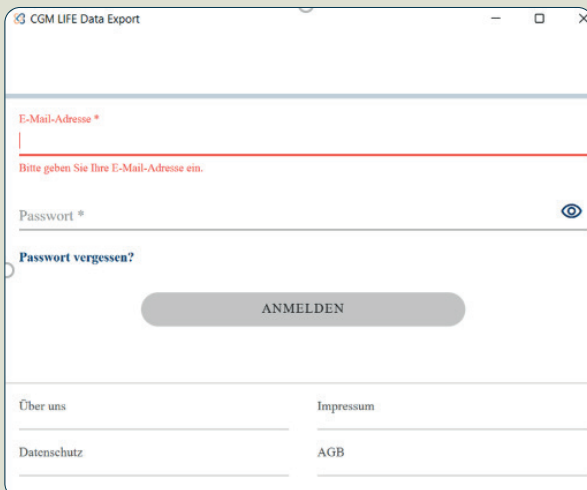 CGM LIFE Data Export
E-Mail-Adresse *
Bitte geben Sie Ihre E-Mail-Adresse ein.
Passwort *
Passwort vergessen?
ANMELDEN
Über uns
Impressum
Datenschutz
AGB